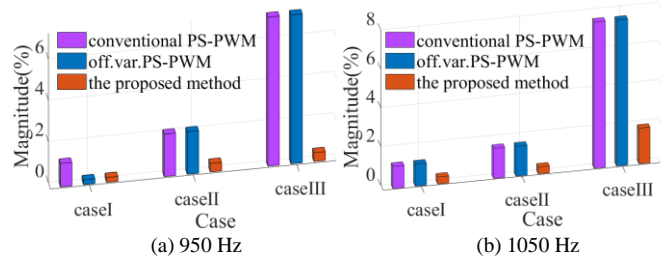 Magnitude(%)
6
4
2
0
conventional PS-PWM
off.var.PS-PWM
the proposed method
caseI
caseII
caseIII
Case
(a) 950 Hz
Magnitude(%)
8
6
4
2
0
conventional PS-PWM
off.var.PS-PWM
the proposed method
caseI
caseII
caseIII
Case
(b) 1050 Hz